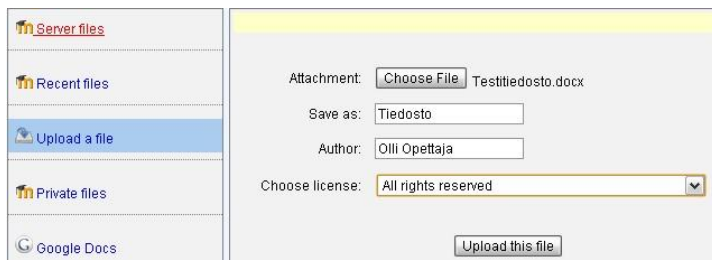 Server files
Recent files
Upload a file
Private files
Google Docs
Attachment: Choose File Testitiedosto.docx
Save as: Tiedosto
Author: Olli Opettaja
Choose license: All rights reserved
Upload this file